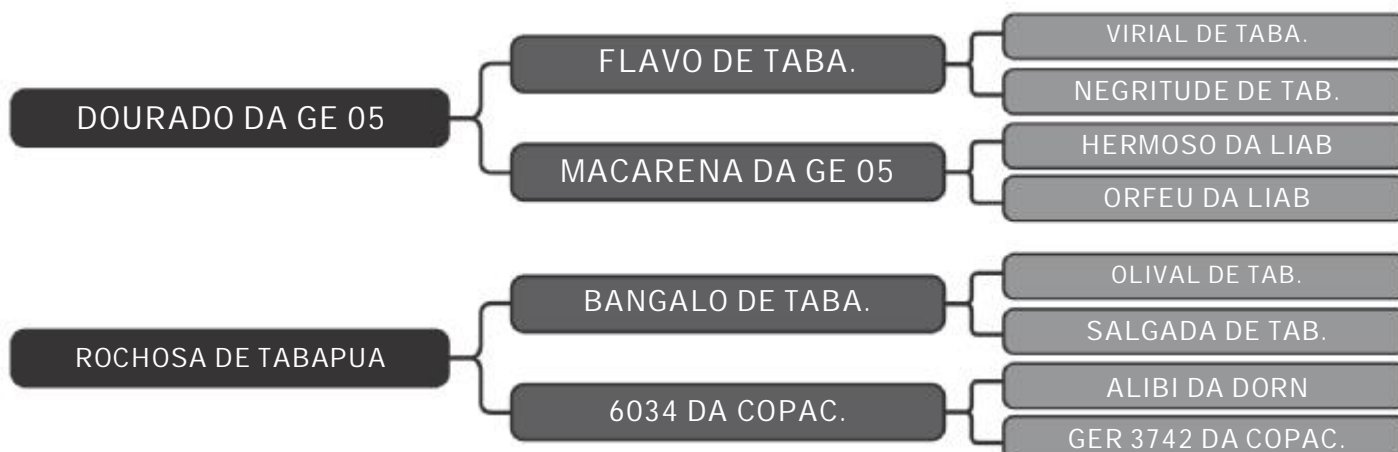 VIRIAL DE TABA.
FLAVO DE TABA.
NEGRITUDE DE TAB.
DOURADO DA GE 05
HERMOSO DA LIAB
MACARENA DA GE 05
ORFEU DA LIAB
OLIVAL DE TAB.
BANGALO DE TABA.
SALGADA DE TAB.
ROCHOSA DE TABAPUA
ALIBI DA DORN
6034 DA COPAC.
GER 3742 DA COPAC.